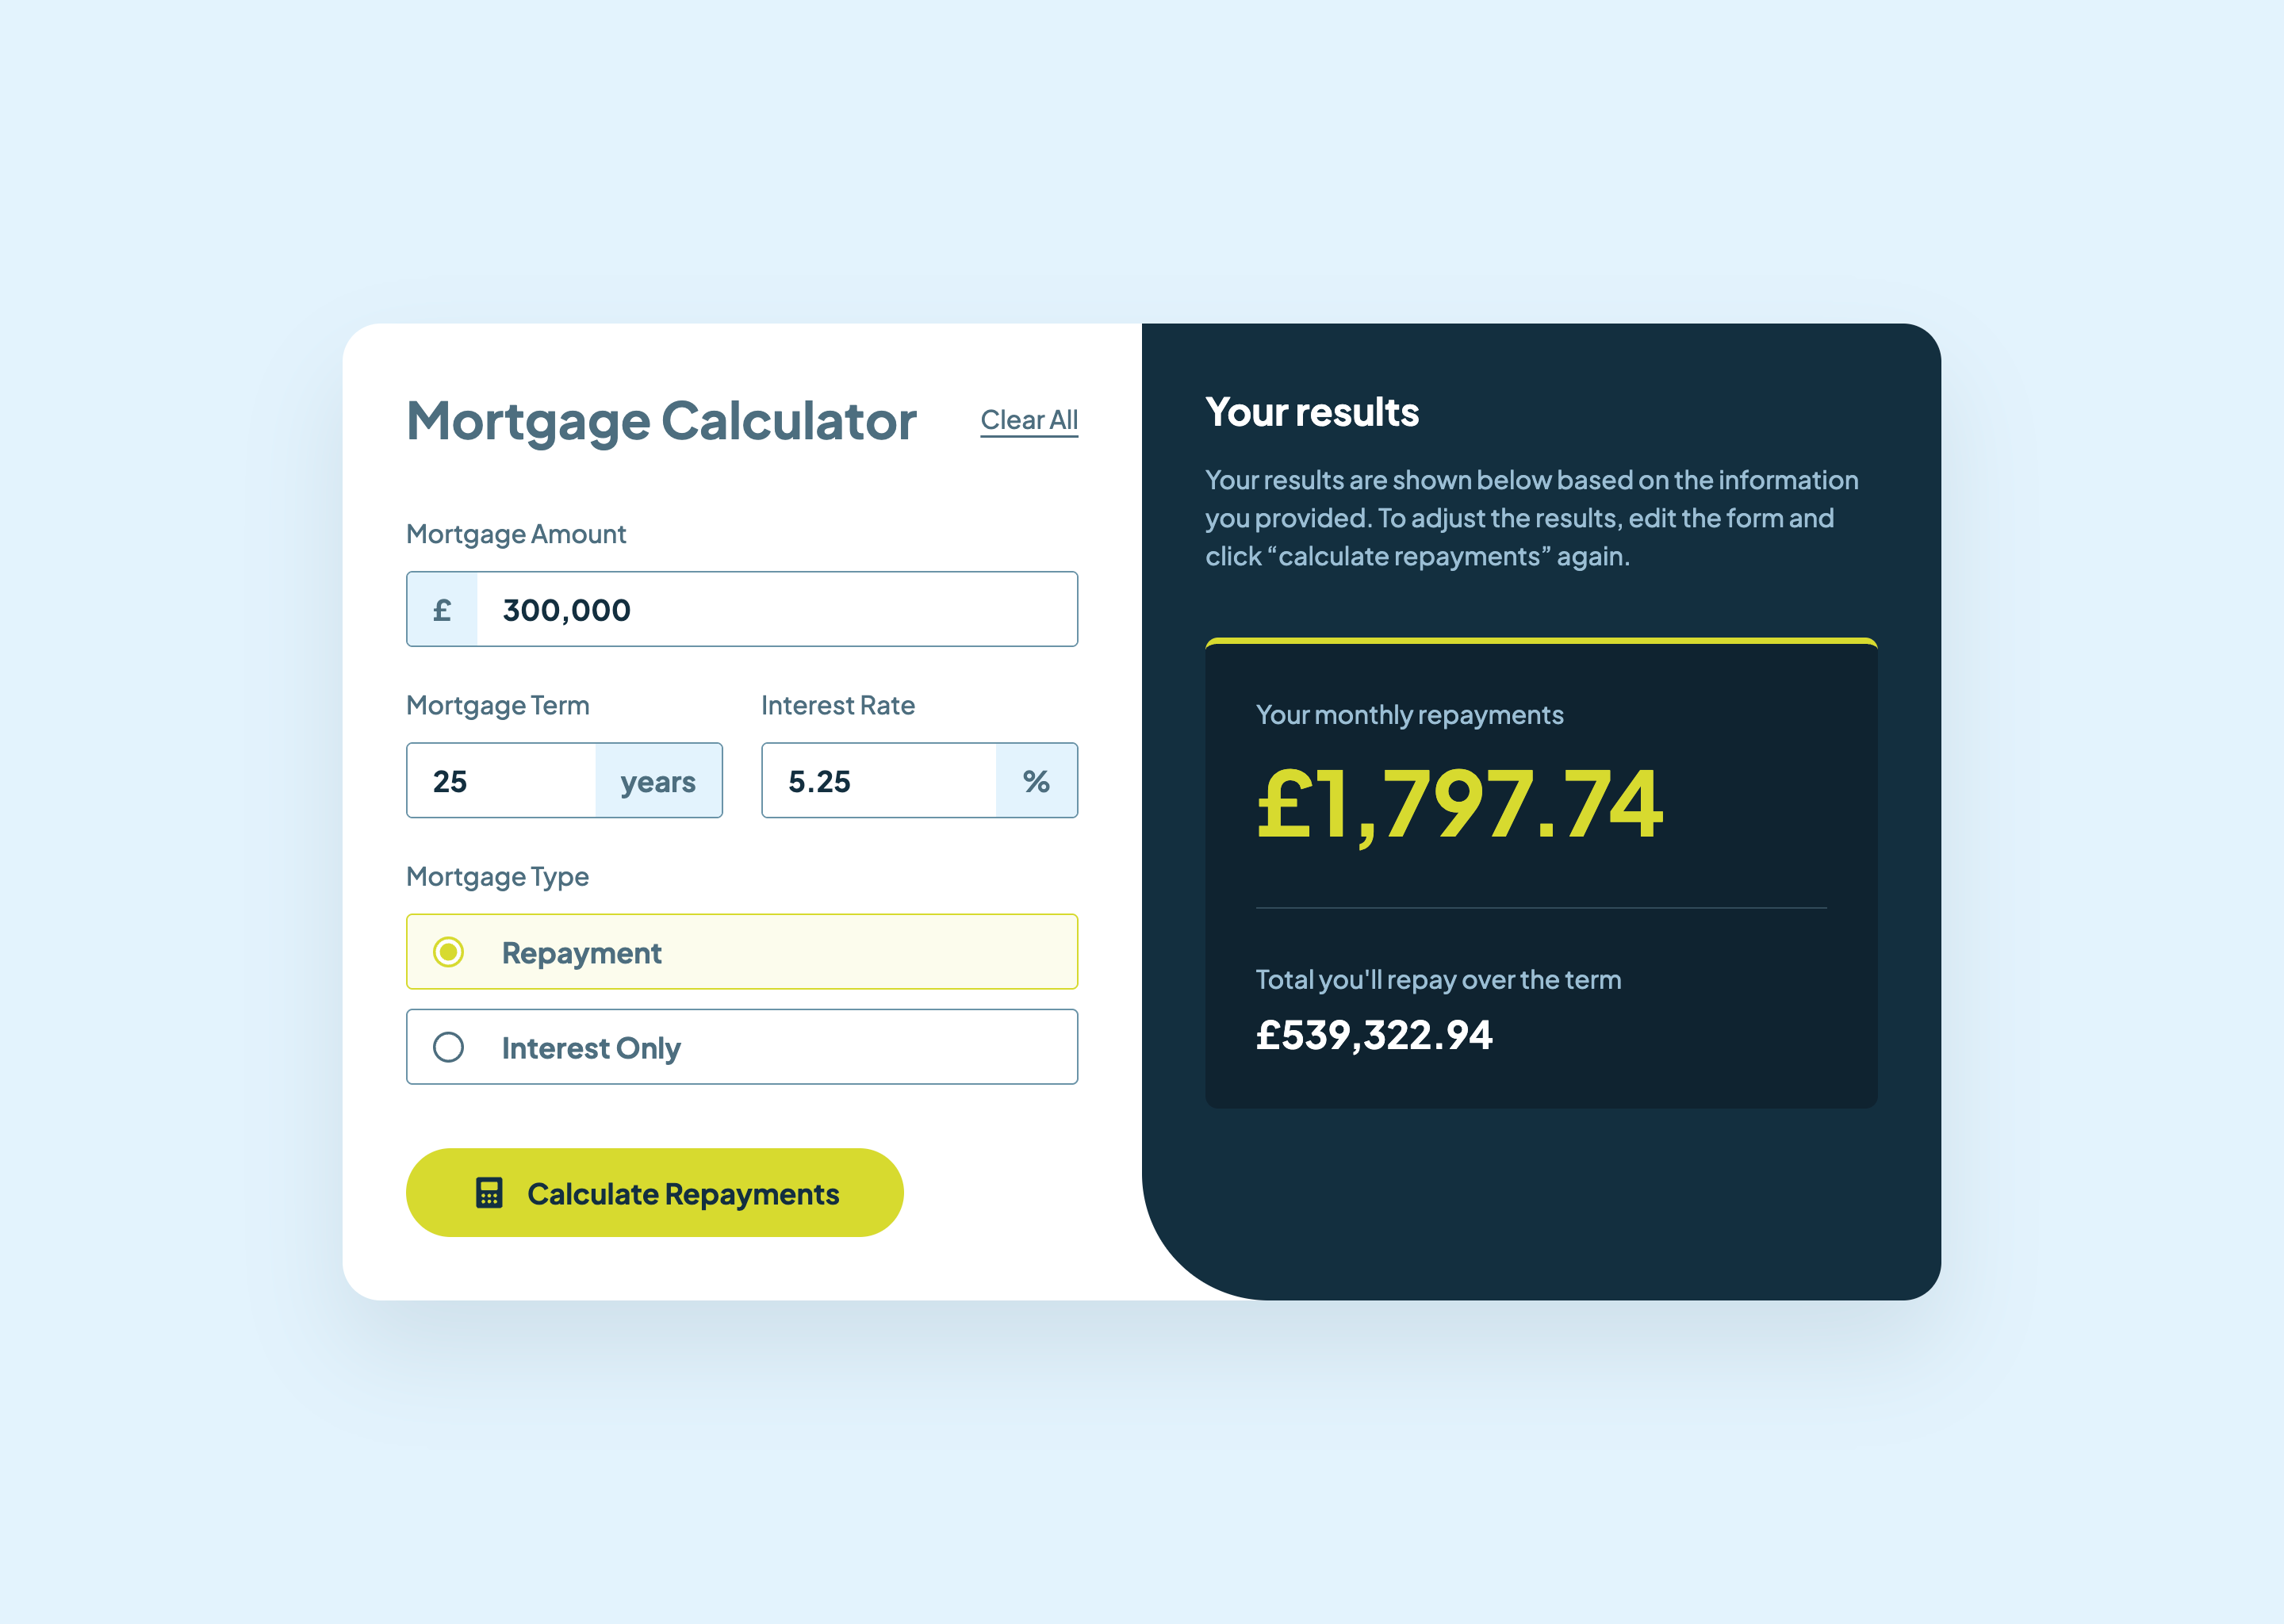 Mortgage Calculator
Clear All
Mortgage Amount
£ 300,000
Mortgage Term
25 years
Interest Rate
5.25 %
Mortgage Type
Repayment
Interest Only
Calculate Repayments
Your results
Your results are shown below based on the information
you provided. To adjust the results, edit the form and
click “calculate repayments” again.
Your monthly repayments
£1,797.74
Total you'll repay over the term
£539,322.94